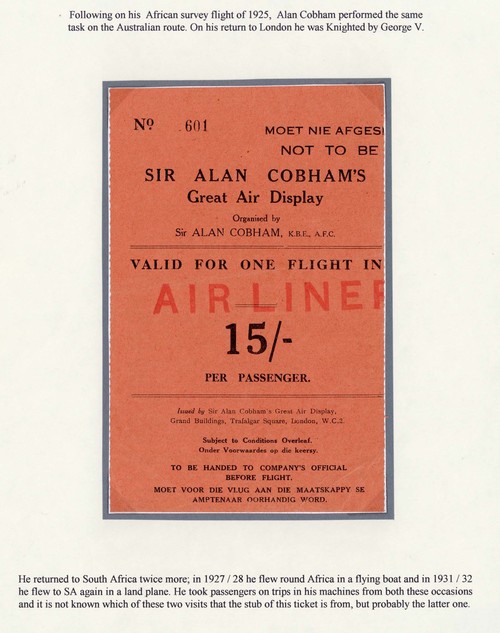 Following on his African survey flight of 1925, Alan Cobham performed the same
task on the Australian route. On his return to London he was Knighted by George V.
No 601
MOET NIE AFGES
NOT TO BE
SIR ALAN COBHAM'S
Great Air Display
Organised by
Sir ALAN COBHAM, K.B.E., A.F.C.
VALID FOR ONE FLIGHT IN
AIR LINER
15/-
PER PASSENGER.
Issued by Sir Alan Cobham's Great Air Display,
Grand Buildings, Trafalgar Square, London, W.C.2.
Subject to Conditions Overleaf.
Onder Voorwaardes op die keersy.
TO BE HANDED TO COMPANY'S OFFICIAL
BEFORE FLIGHT.
MOET VOOR DIE VLUG AAN DIE MAATSKAPPY SE
AMPTENAAR OORHANDIG WORD.
He returned to South Africa twice more; in 1927 / 28 he flew round Africa in a flying boat and in 1931 / 32
he flew to SA again in a land plane. He took passengers on trips in his machines from both these occasions
and it is not known which of these two visits that the stub of this ticket is from, but probably the latter one.